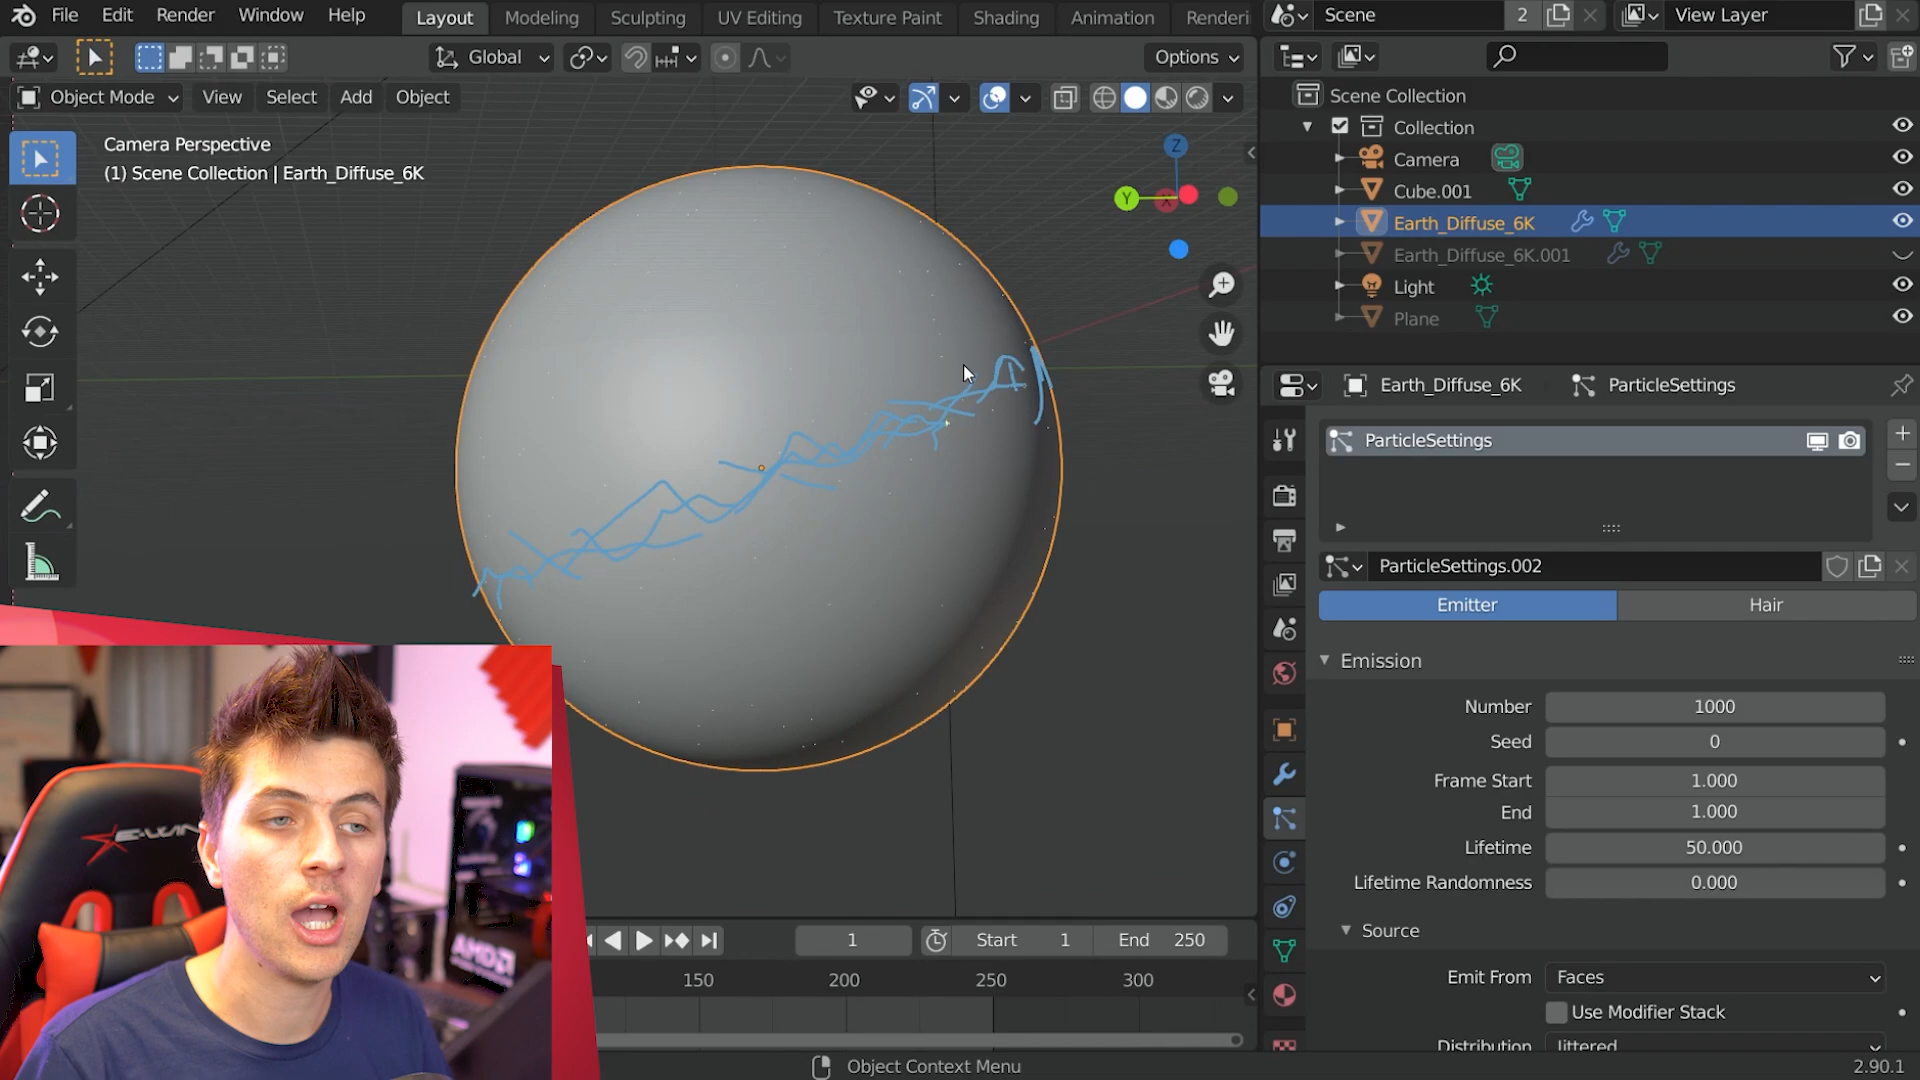 File Edit Render Window Help Layout Modeling Sculpting UV Editing Texture Paint Shading Animation Renderi Scene 2 View Layer
Global Options
Object Mode View Select Add Object
Scene Collection
Collection
Camera Perspective
(1) Scene Collection | Earth_Diffuse_6K
Z
Y
X
Camera
Cube.001
Earth_Diffuse_6K
Earth_Diffuse_6K.001
Light
Plane
Earth_Diffuse_6K ParticleSettings
ParticleSettings
ParticleSettings.002
Emitter Hair
Emission
Number 1000
Seed 0
Frame Start 1.000
End 1.000
Lifetime 50.000
Lifetime Randomness 0.000
Source
Emit From Faces
Use Modifier Stack
Distribution Jittered
E-WIN
AMD
1 Start 1 End 250
150 200 250 300
Object Context Menu
2.90.1